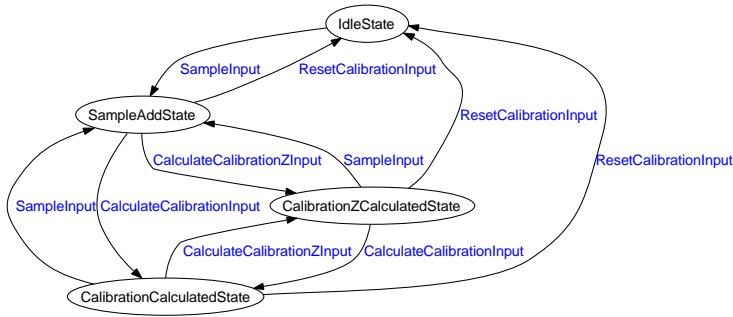 IdleState
SampleInput
ResetCalibrationInput
SampleAddState
ResetCalibrationInput
CalculateCalibrationZInput
SampleInput
ResetCalibrationInput
SampleInput
CalculateCalibrationInput
CalibrationZCalculatedState
CalculateCalibrationZInput
CalculateCalibrationInput
CalibrationCalculatedState